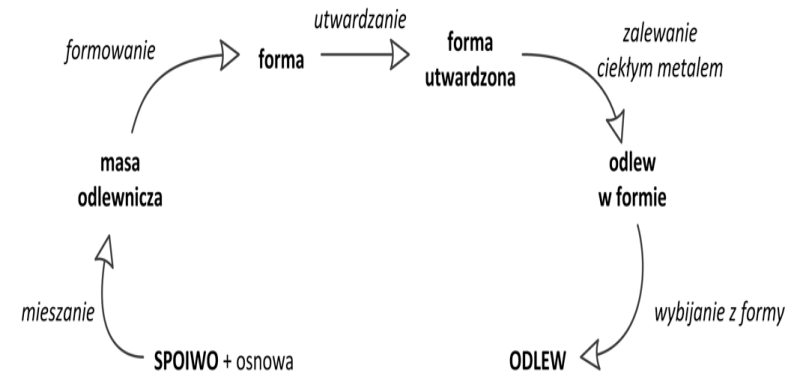 utwardzanie
formowanie
forma
forma
utwardzona
zalewanie
ciekłym metalem
masa
odlewnicza
odlew
w formie
mieszanie
wybijanie z formy
SPOIWO + osnowa
ODLEW